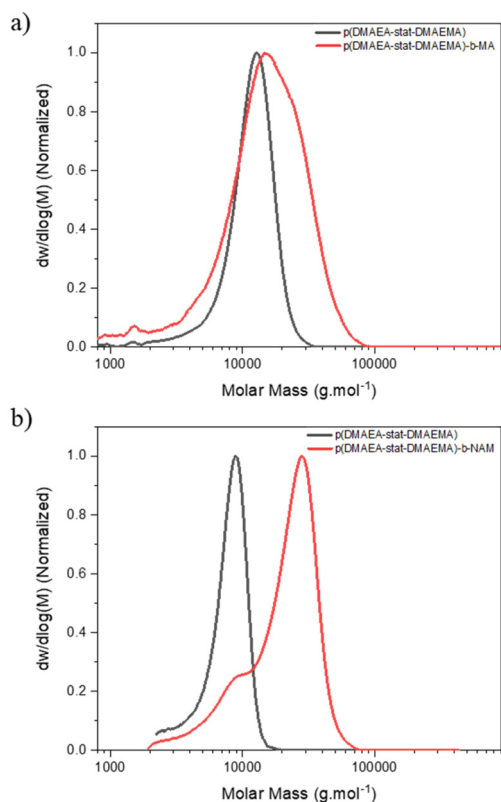 a)
p(DMAEA-stat-DMAEMA)
p(DMAEA-stat-DMAEMA)-b-MA
1.0
0.8
0.6
0.4
0.2
0.0
dw/dlog(M) (Normalized)
1000
10000
100000
Molar Mass (g.mol⁻¹)
b)
p(DMAEA-stat-DMAEMA)
p(DMAEA-stat-DMAEMA)-b-NAM
1.0
0.8
0.6
0.4
0.2
0.0
dw/dlog(M) (Normalized)
1000
10000
100000
Molar Mass (g.mol⁻¹)